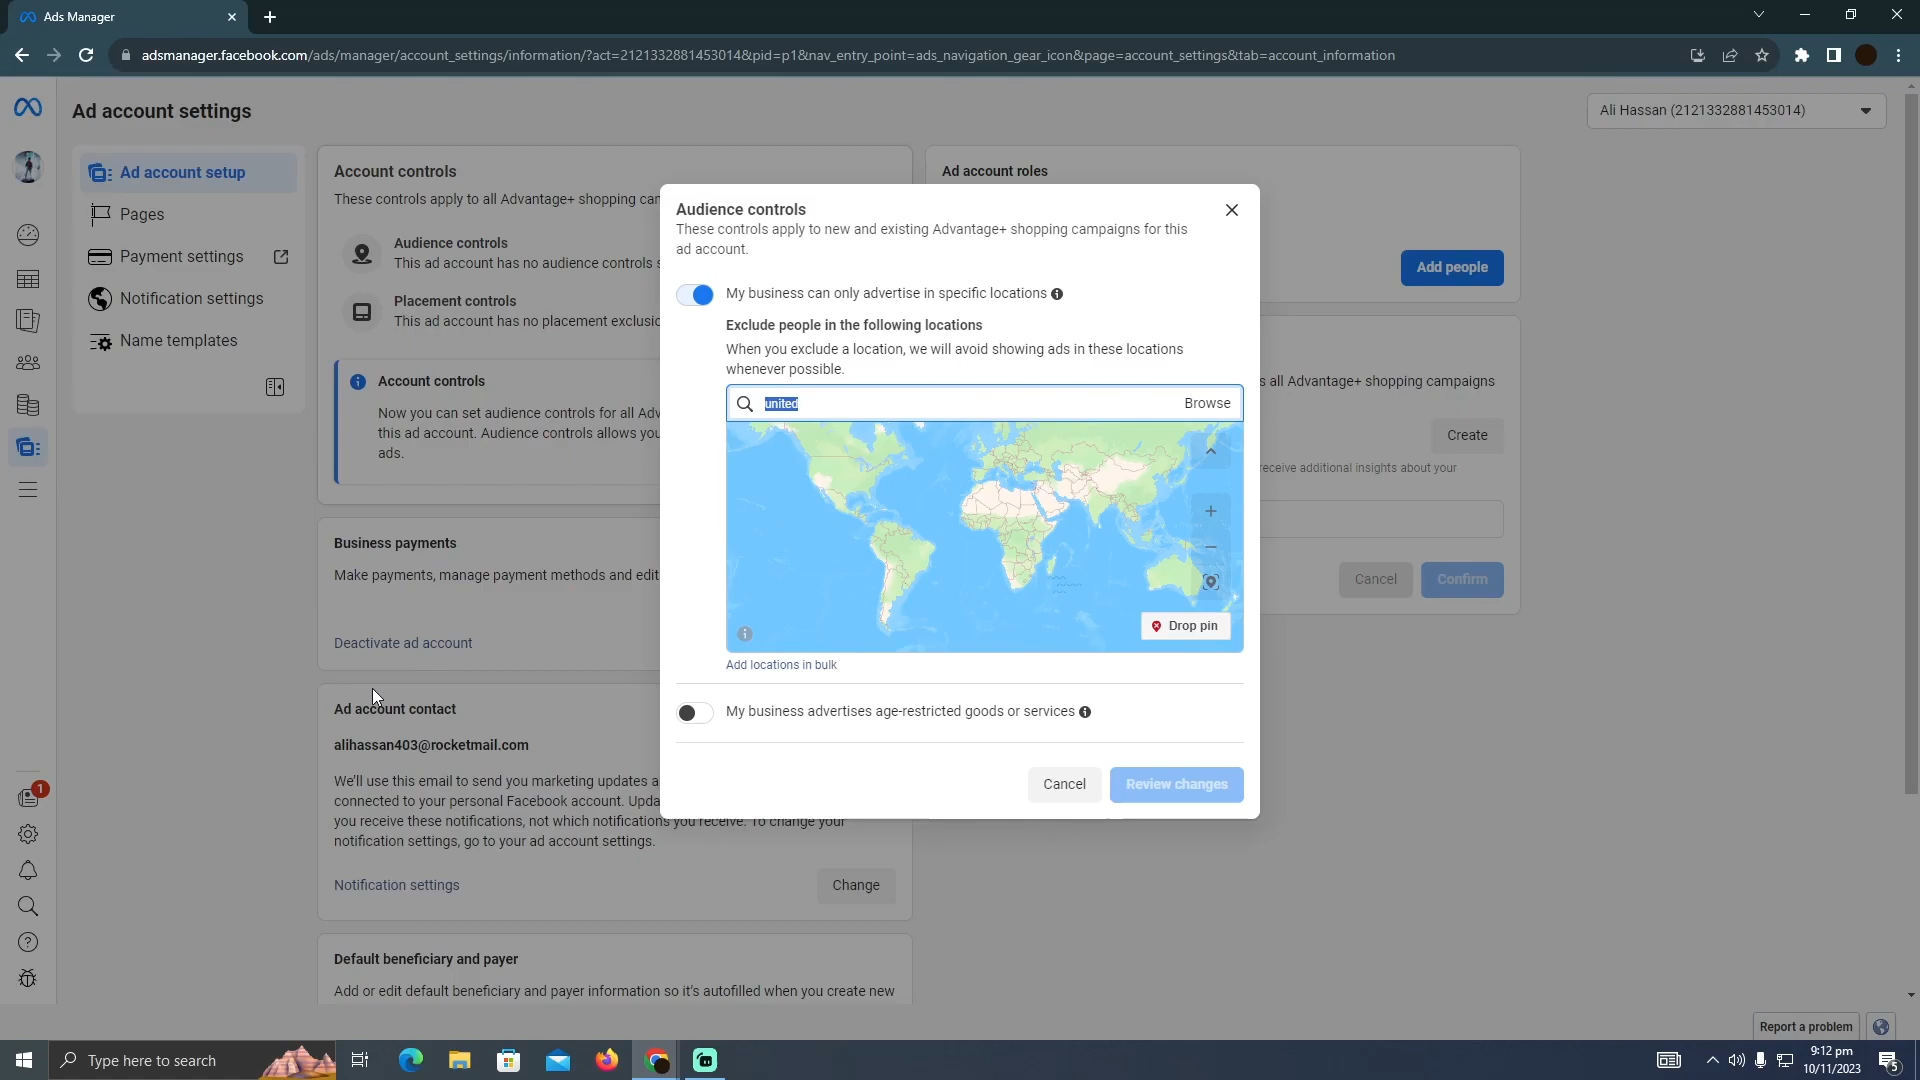 Ads Manager
adsmanager.facebook.com/ads/manager/account_settings/information/?act=2121332881453014&pid=p1&nav_entry_point=ads_navigation_gear_icon&page=account_settings&tab=account_information
Ad account settings
Ali Hassan (2121332881453014)
Ad account setup
Pages
Payment settings
Notification settings
Name templates
Account controls
These controls apply to all Advantage+ shopping
Audience controls
This ad account has no audience controls
Placement controls
This ad account has no placement
Account controls
Now you can set audience controls for all
this ad account. Audience controls allows you
ads.
Business payments
Make payments, manage payment methods and edit
Deactivate ad account
Ad account contact
alihassan403@rocketmail.com
We'll use this email to send you marketing updates
connected to your personal Facebook account.
you receive these notifications, not which notifications you receive. To change your
notification settings, go to your ad account settings.
Notification settings
Change
Default beneficiary and payer
Add or edit default beneficiary and payer information so it's autofilled when you create new
Ad account roles
Add people
all Advantage+ shopping campaigns
Create
receive additional insights about your
Cancel
Confirm
Audience controls
These controls apply to new and existing Advantage+ shopping campaigns for this
ad account.
My business can only advertise in specific locations
Exclude people in the following locations
When you exclude a location, we will avoid showing ads in these locations
whenever possible.
united
Browse
Drop pin
Add locations in bulk
My business advertises age-restricted goods or services
Cancel
Review changes
1
Report a problem
Type here to search
9:12 pm
10/11/2023
5